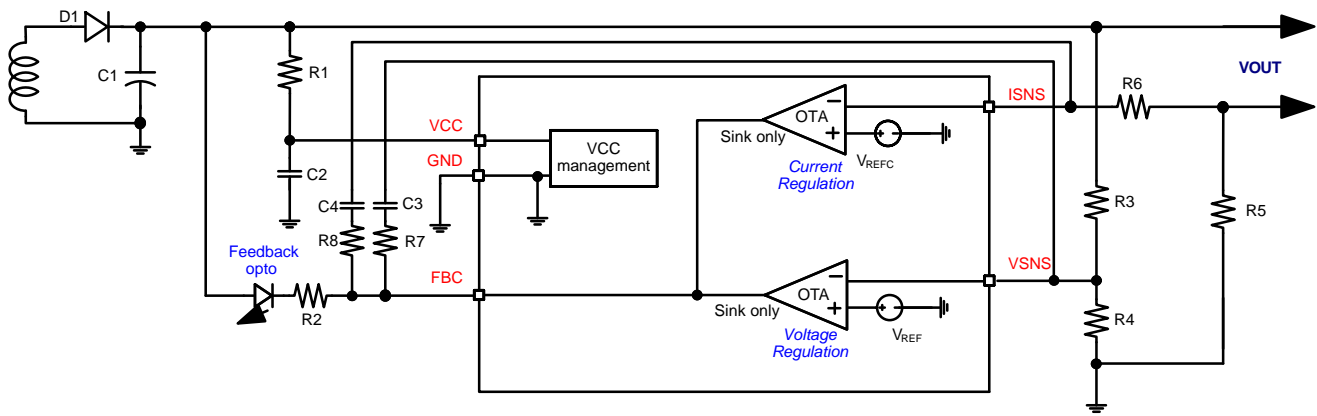 D1
C1
R1
VCC
GND
C2
C4
C3
R8
R7
Feedback
opto
R2
FBC
VCC
management
OTA
Sink only
Current
Regulation
VREFC
ISNS
R6
VOUT
R3
R5
VSNS
OTA
Sink only
Voltage
Regulation
VREF
R4